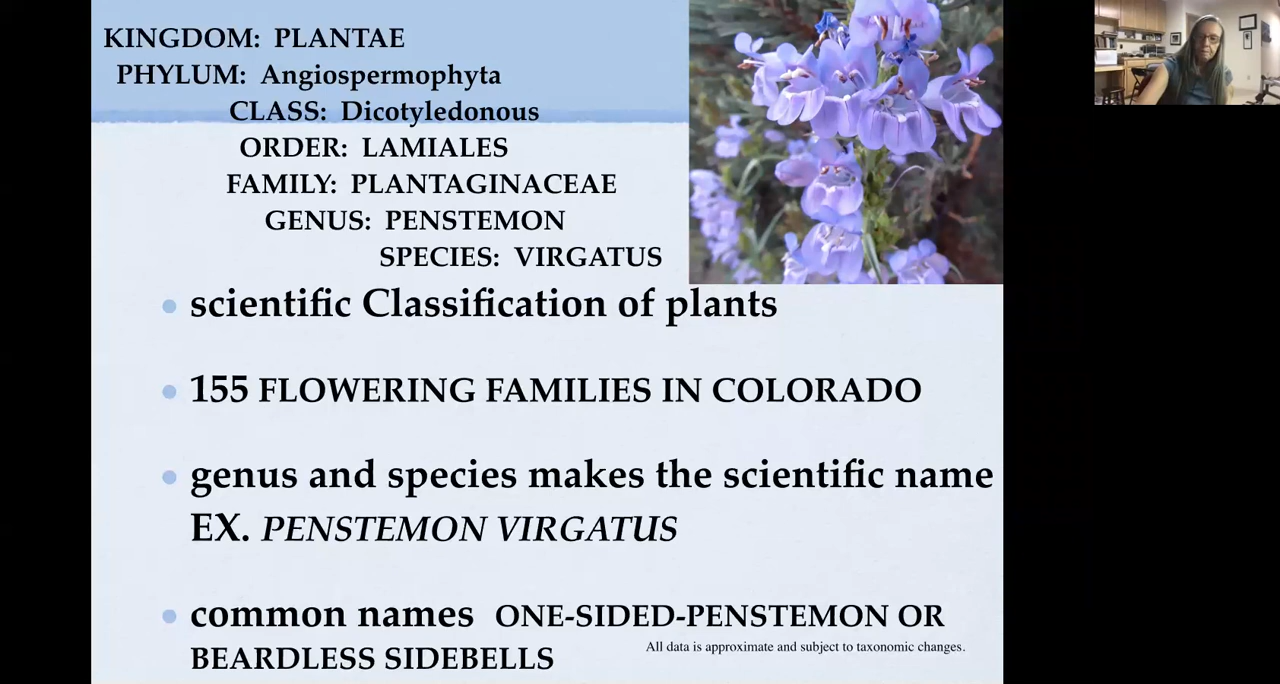 KINGDOM: PLANTAE
PHYLUM: Angiospermophyta
CLASS: Dicotyledonous
ORDER: LAMIALES
FAMILY: PLANTAGINACEAE
GENUS: PENSTEMON
SPECIES: VIRGATUS
scientific Classification of plants
155 FLOWERING FAMILIES IN COLORADO
genus and species makes the scientific name
EX. PENSTEMON VIRGATUS
common names ONE-SIDED-PENSTEMON OR
BEARDLESS SIDEBELLS
All data is approximate and subject to taxonomic changes.